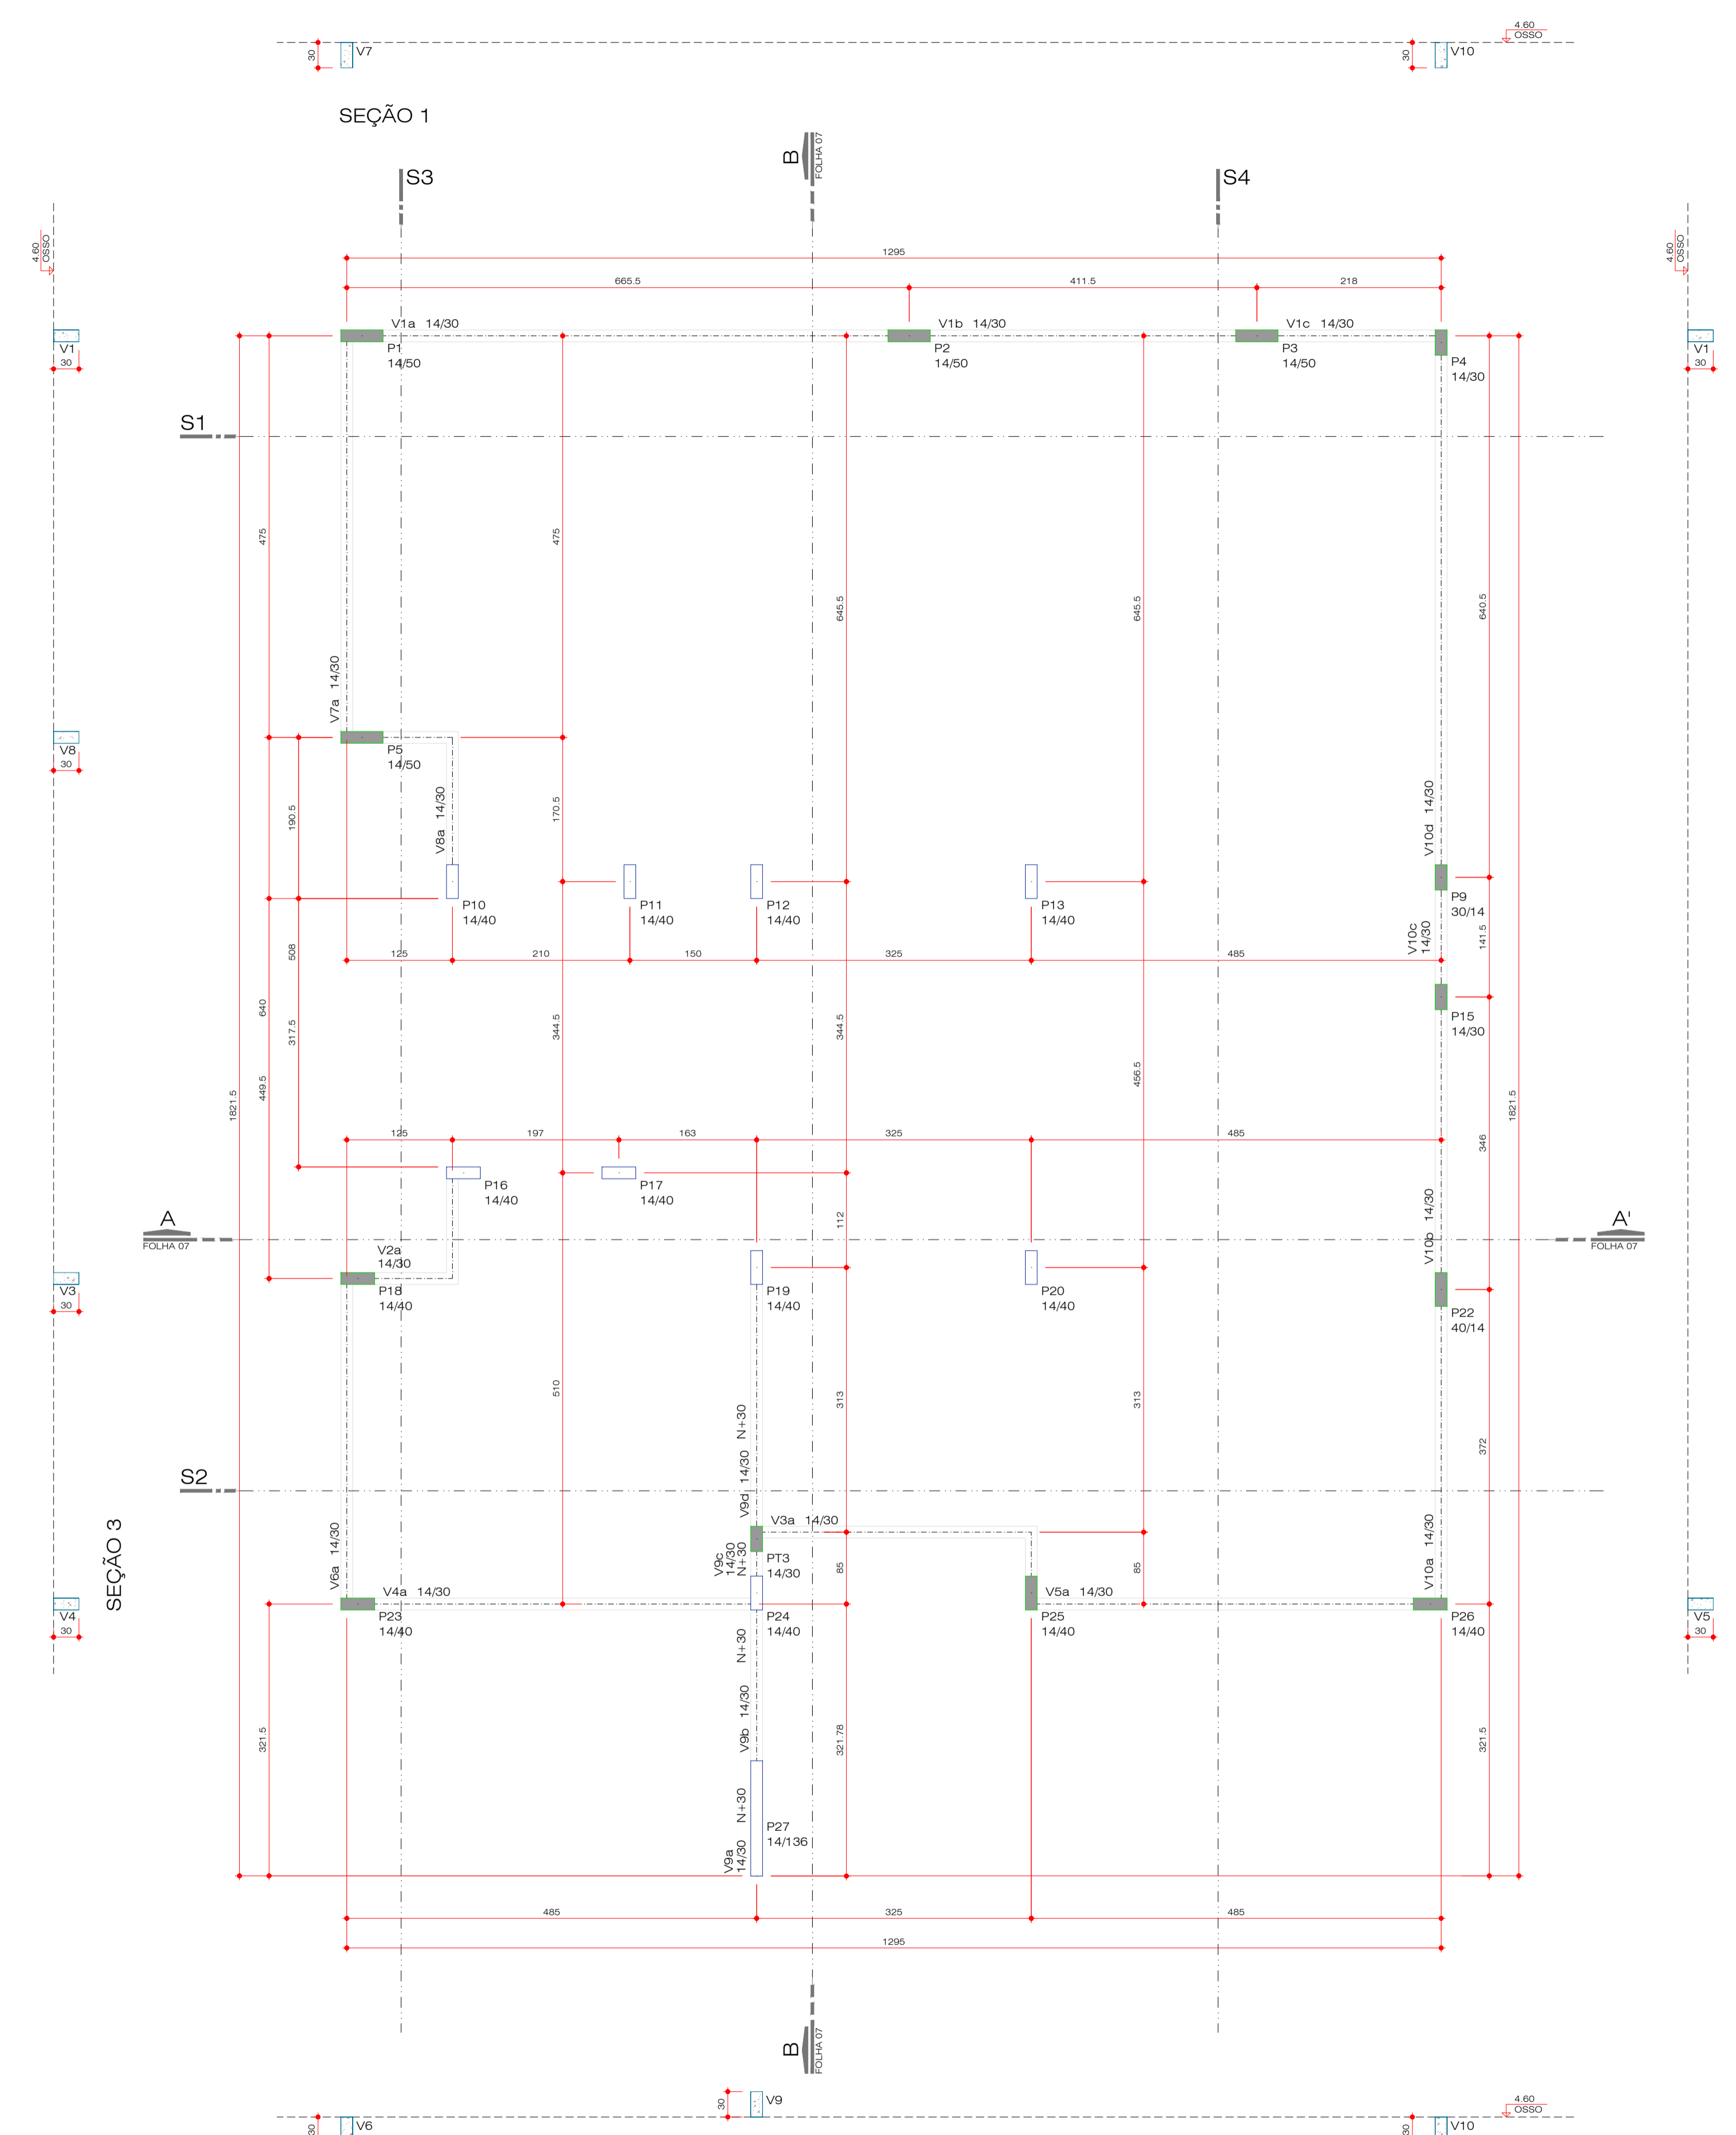 4.60
OSSO
30
V7
30
V10
SEÇÃO 1
B
FOLHA 07
S3
S4
4.60
OSSO
4.60
OSSO
1295
665.5
411.5
218
V1a 14/30
V1b 14/30
V1c 14/30
V1
30
P1
14/50
P2
14/50
P3
14/50
P4
14/30
V1
30
S1
475
475
645.5
645.5
640.5
V7a 14/30
V8
30
P5
14/50
V8a 14/30
190.5
170.5
V10d 14/30
P10
14/40
P11
14/40
P12
14/40
P13
14/40
P9
30/14
V10c
14/30
141.5
508
125
210
150
325
485
640
317.5
344.5
344.5
P15
14/30
449.5
456.5
1821.5
1821.5
125
197
163
325
485
346
P16
14/40
P17
14/40
A
FOLHA 07
112
V10b 14/30
A'
FOLHA 07
V2a
14/30
V3
30
P18
14/40
P19
14/40
P20
14/40
P22
40/14
510
313
313
372
V9d 14/30 N+30
S2
SEÇÃO 3
V6a 14/30
V3a 14/30
V9c
14/30
N+30
PT3
14/30
85
85
V10a 14/30
V4a 14/30
V5a 14/30
V4
30
P23
14/40
P24
14/40
P25
14/40
P26
14/40
V5
30
V9b 14/30 N+30
321.5
321.78
321.5
V9a
14/30 N+30
P27
14/136
485
325
485
1295
B
FOLHA 07
30
V9
4.60
OSSO
30
V6
30
V10